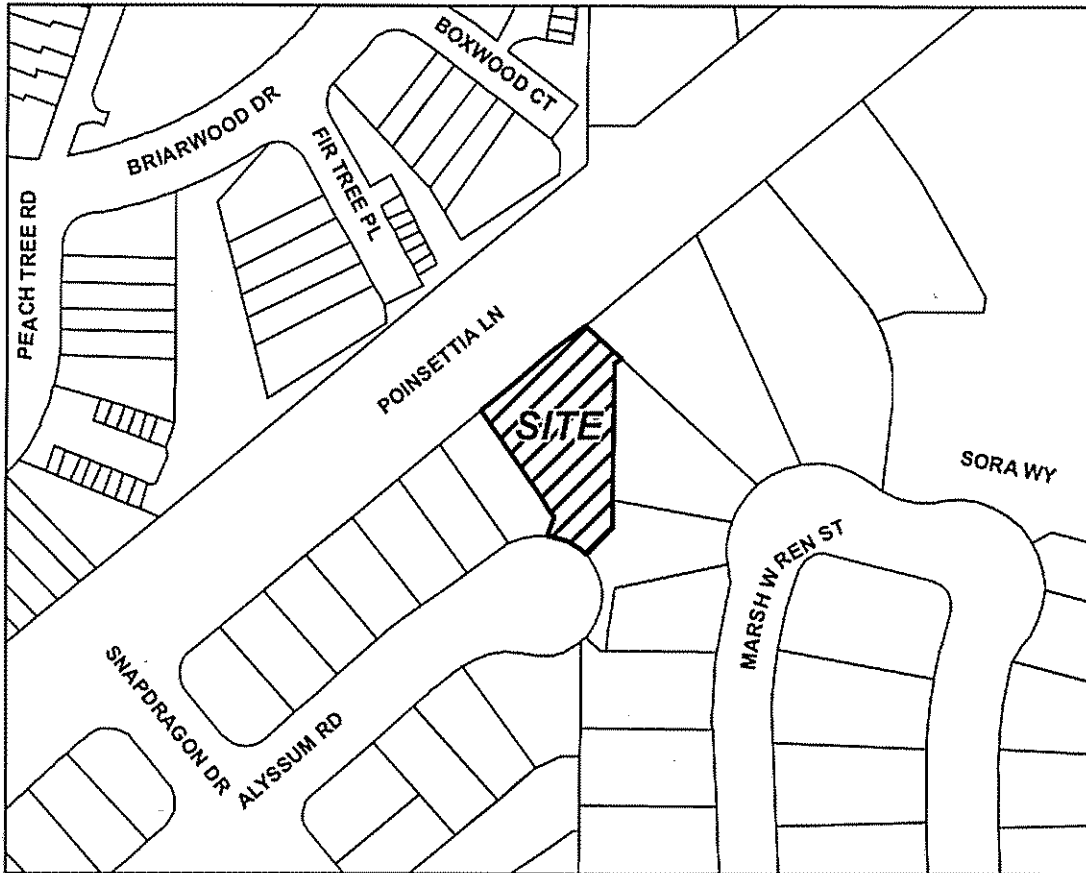 BOXWOOD CT
BRIARWOOD DR
FIR TREE PL
PEACH TREE RD
POINSETTIA LN
SITE
SORA WY
MARSH WREN ST
SNAPDRAGON DR
ALYSSUM RD